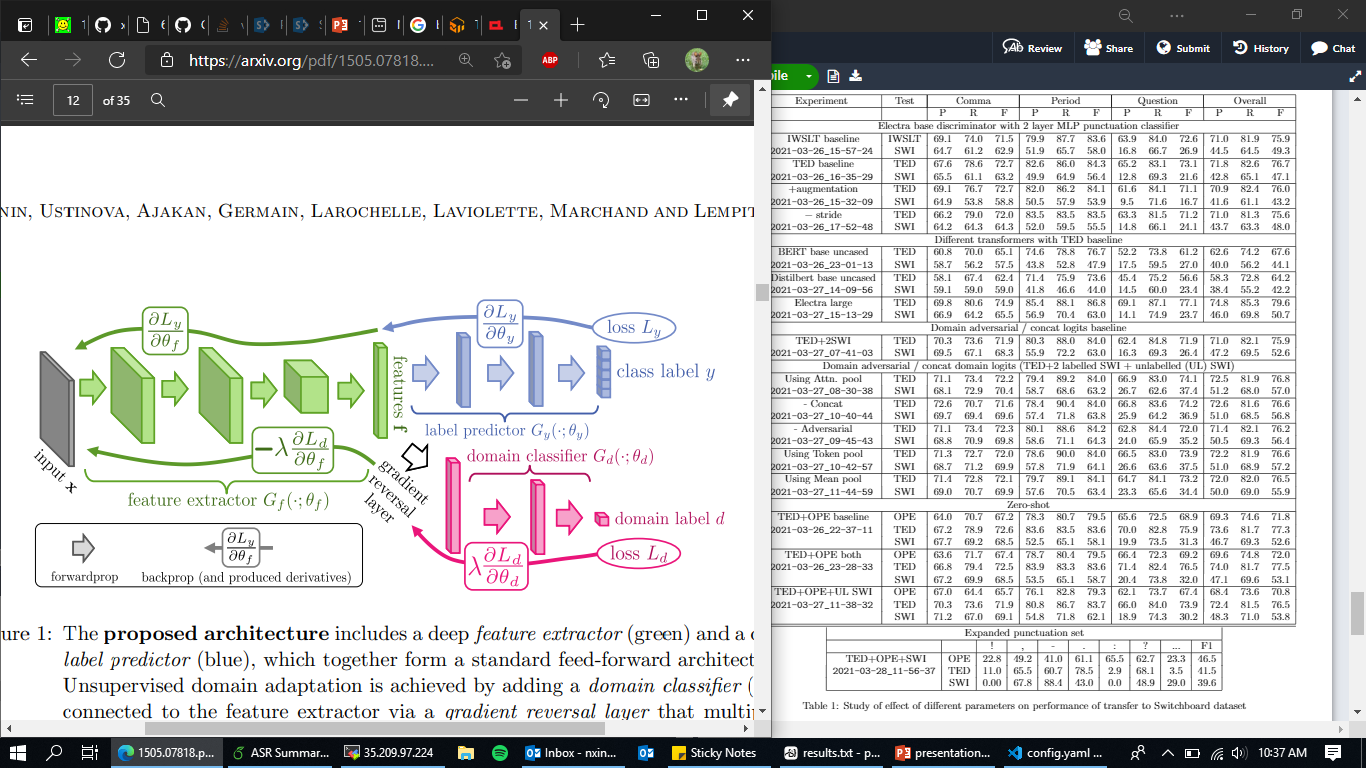 https://arxiv.org/pdf/1505.07818....
ABP
12 of 35
NIN, USTINOVA, AJAKAN, GERMAIN, LAROCHELLE, LAVIOLETTE, MARCHAND AND LEMPIT
∂L_y/∂θ_f
∂L_y/∂θ_y
loss L_y
features f
class label y
label predictor G_y(·;θ_y)
−λ ∂L_d/∂θ_f
input x
feature extractor G_f(·;θ_f)
gradient reversal layer
domain classifier G_d(·;θ_d)
domain label d
λ ∂L_d/∂θ_d
loss L_d
forwardprop
∂L_y/∂θ_f
backprop (and produced derivatives)
ure 1: The proposed architecture includes a deep feature extractor (green) and a
label predictor (blue), which together form a standard feed-forward architect
Unsupervised domain adaptation is achieved by adding a domain classifier (
connected to the feature extractor via a gradient reversal layer that multip
Review Share Submit History Chat
ile
Experiment Test Comma Period Question Overall
P R F P R F P R F P R F
Electra base discriminator with 2 layer MLP punctuation classifier
IWSLT baseline IWSLT 69.1 74.0 71.5 79.9 87.7 83.6 63.9 84.0 72.6 71.0 81.9 75.9
2021-03-26_15-57-24 SWI 64.7 61.2 62.9 51.9 65.7 58.0 16.8 66.7 26.9 44.5 64.5 49.3
TED baseline TED 67.6 78.6 72.7 82.6 86.0 84.3 65.2 83.1 73.1 71.8 82.6 76.7
2021-03-26_16-35-29 SWI 65.5 61.1 63.2 49.9 64.9 56.4 12.8 69.3 21.6 42.8 65.1 47.1
+augmentation TED 69.1 76.7 72.7 82.0 86.2 84.1 61.6 84.1 71.1 70.9 82.4 76.0
2021-03-26_15-32-09 SWI 64.9 53.8 58.8 50.5 57.9 53.9 9.5 71.6 16.7 41.6 61.1 43.2
− stride TED 66.2 79.0 72.0 83.5 83.5 83.5 63.3 81.5 71.2 71.0 81.3 75.6
2021-03-26_17-52-48 SWI 64.2 64.3 64.3 52.0 59.5 55.5 14.8 66.1 24.1 43.7 63.3 48.0
Different transformers with TED baseline
BERT base uncased TED 60.8 70.0 65.1 74.6 78.8 76.7 52.2 73.8 61.2 62.6 74.2 67.6
2021-03-26_23-01-13 SWI 58.7 56.2 57.5 43.8 52.8 47.9 17.5 59.5 27.0 40.0 56.2 44.1
Distilbert base uncased TED 58.1 67.4 62.4 71.4 75.9 73.6 45.4 75.2 56.6 58.3 72.8 64.2
2021-03-27_14-09-56 SWI 59.1 59.0 59.0 41.8 46.6 44.0 14.5 60.0 23.4 38.4 55.2 42.2
Electra large TED 69.8 80.6 74.9 85.4 88.1 86.8 69.1 87.1 77.1 74.8 85.3 79.6
2021-03-27_15-13-29 SWI 66.9 64.2 65.5 56.9 70.4 63.0 14.1 74.9 23.7 46.0 69.8 50.7
Domain adversarial / concat logits baseline
TED+2SWI TED 70.3 73.6 71.9 80.3 88.0 84.0 62.4 84.8 71.9 71.0 82.1 75.9
2021-03-27_07-41-03 SWI 69.5 67.1 68.3 55.9 72.2 63.0 16.3 69.3 26.4 47.2 69.5 52.6
Domain adversarial / concat domain logits (TED+2 labelled SWI + unlabelled (UL) SWI)
Using Attn. pool TED 71.1 73.4 72.2 79.4 89.2 84.0 66.9 83.0 74.1 72.5 81.9 76.8
2021-03-27_08-30-38 SWI 68.1 72.9 70.4 58.7 68.6 63.2 26.7 62.6 37.4 51.2 68.0 57.0
- Concat TED 72.6 70.7 71.6 78.4 90.4 84.0 66.8 83.6 74.2 72.6 81.6 76.6
2021-03-27_10-40-44 SWI 69.7 69.4 69.6 57.4 71.8 63.8 25.9 64.2 36.9 51.0 68.5 56.8
- Adversarial TED 71.1 73.4 72.3 80.1 88.6 84.2 62.8 84.4 72.0 71.4 82.1 76.2
2021-03-27_09-45-43 SWI 68.8 70.9 69.8 58.6 71.1 64.3 24.0 65.9 35.2 50.5 69.3 56.4
Using Token pool TED 71.3 72.7 72.0 78.6 90.0 84.0 66.5 83.0 73.9 72.2 81.9 76.6
2021-03-27_10-42-57 SWI 68.7 71.2 69.9 57.8 71.9 64.1 26.6 63.6 37.5 51.0 68.9 57.2
Using Mean pool TED 71.4 72.8 72.1 79.7 89.1 84.1 64.7 84.1 73.2 72.0 82.0 76.5
2021-03-27_11-44-59 SWI 69.0 70.7 69.9 57.6 70.5 63.4 23.3 65.6 34.4 50.0 69.0 55.9
Zero-shot
TED+OPE baseline OPE 64.0 70.7 67.2 78.3 80.7 79.5 65.6 72.5 68.9 69.3 74.6 71.8
2021-03-26_22-37-11 TED 67.2 78.9 72.6 83.6 83.5 83.6 70.0 82.8 75.9 73.6 81.7 77.3
SWI 67.7 69.2 68.5 52.5 65.1 58.1 19.9 73.5 31.3 46.7 69.3 52.6
TED+OPE both OPE 63.6 71.7 67.4 78.7 80.4 79.5 66.4 72.3 69.2 69.6 74.8 72.0
2021-03-26_23-28-33 TED 66.8 79.4 72.5 83.9 83.3 83.6 71.4 82.4 76.5 74.0 81.7 77.5
SWI 67.2 69.9 68.5 53.5 65.1 58.7 20.4 73.8 32.0 47.1 69.6 53.1
TED+OPE+UL SWI OPE 67.0 64.4 65.7 76.1 82.8 79.3 62.1 73.7 67.4 68.4 73.6 70.8
2021-03-27_11-38-32 TED 70.3 73.6 71.9 80.8 86.7 83.7 66.0 84.0 73.9 72.4 81.5 76.5
SWI 71.2 67.0 69.1 54.8 71.8 62.1 18.9 74.3 30.2 48.3 71.0 53.8
Expanded punctuation set
! , - . : ? ... F1
TED+OPE+SWI OPE 22.8 49.2 41.0 61.1 65.5 62.7 23.3 46.5
2021-03-28_11-56-37 TED 11.0 65.5 60.7 78.5 2.9 68.1 3.5 41.5
SWI 0.00 67.8 88.4 43.0 0.0 48.9 29.0 39.6
Table 1: Study of effect of different parameters on performance of transfer to Switchboard dataset
1505.07818.p... ASR Summar... 35.209.97.224 Inbox - nxin... Sticky Notes results.txt - p... presentation... config.yaml ... 10:37 AM